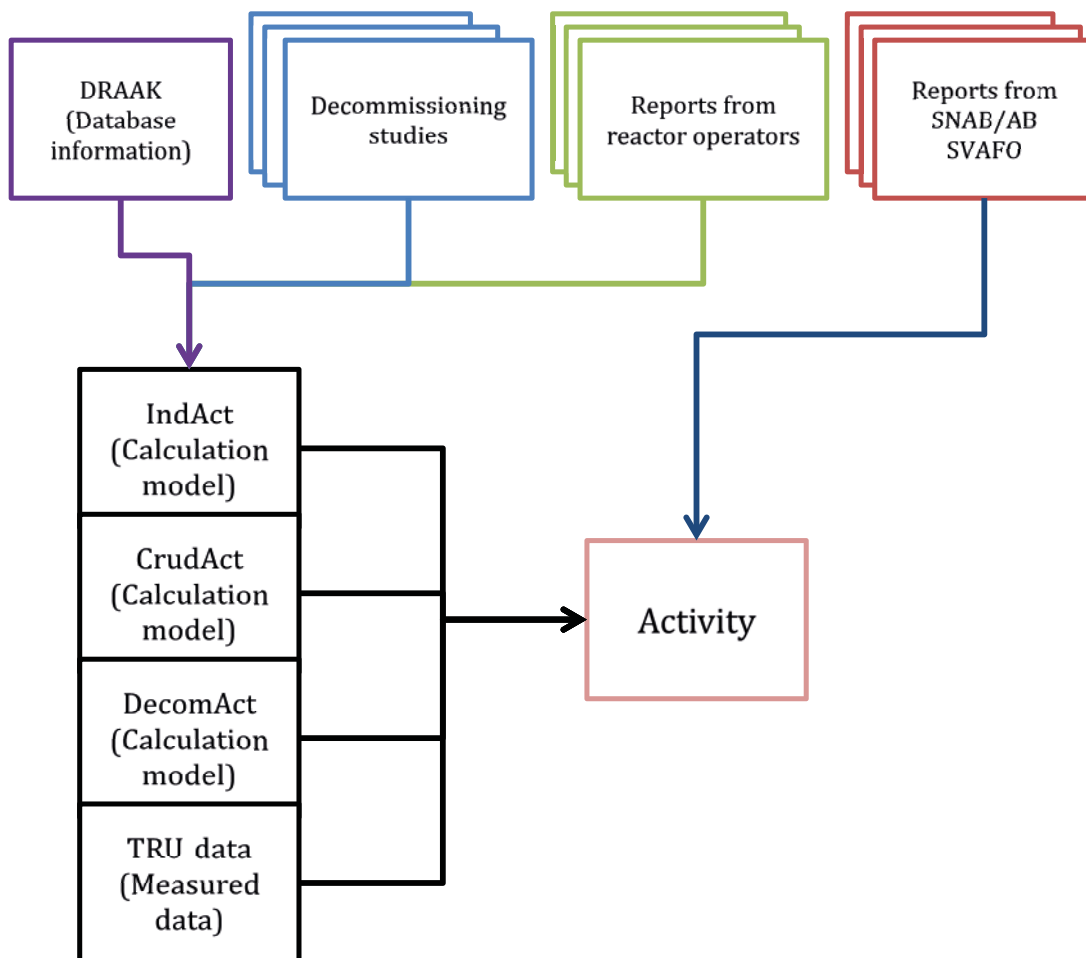 DRAAK
(Database
information)
Decommissioning
studies
Reports from
reactor operators
Reports from
SNAB/AB
SVAFO
IndAct
(Calculation
model)
CrudAct
(Calculation
model)
DecomAct
(Calculation
model)
TRU data
(Measured
data)
Activity